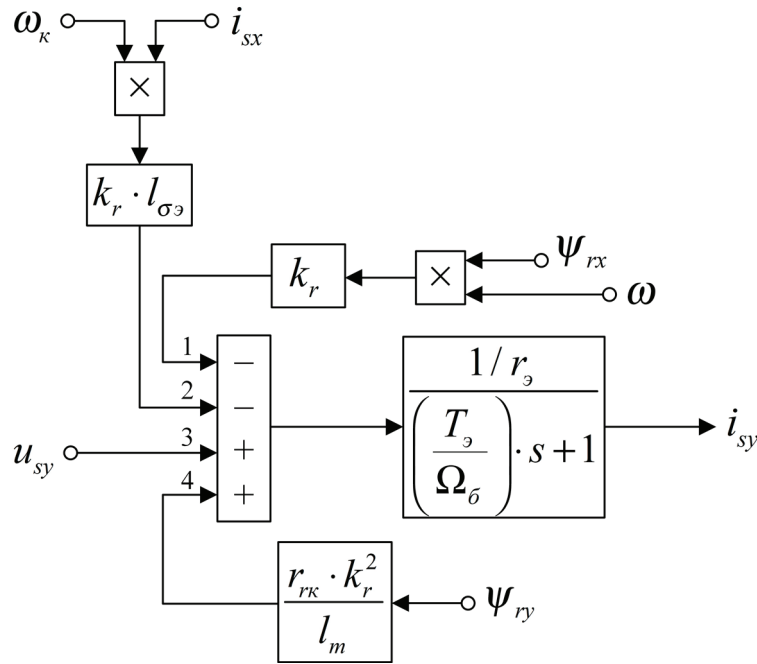 ω_к i_sx
×
k_r · l_σэ
k_r × ψ_rx
ω
1 −
2 −
u_sy 3 +
4 +
1 / r_э
(T_э / Ω_б) · s + 1
i_sy
r_rк · k_r^2
l_m
ψ_ry